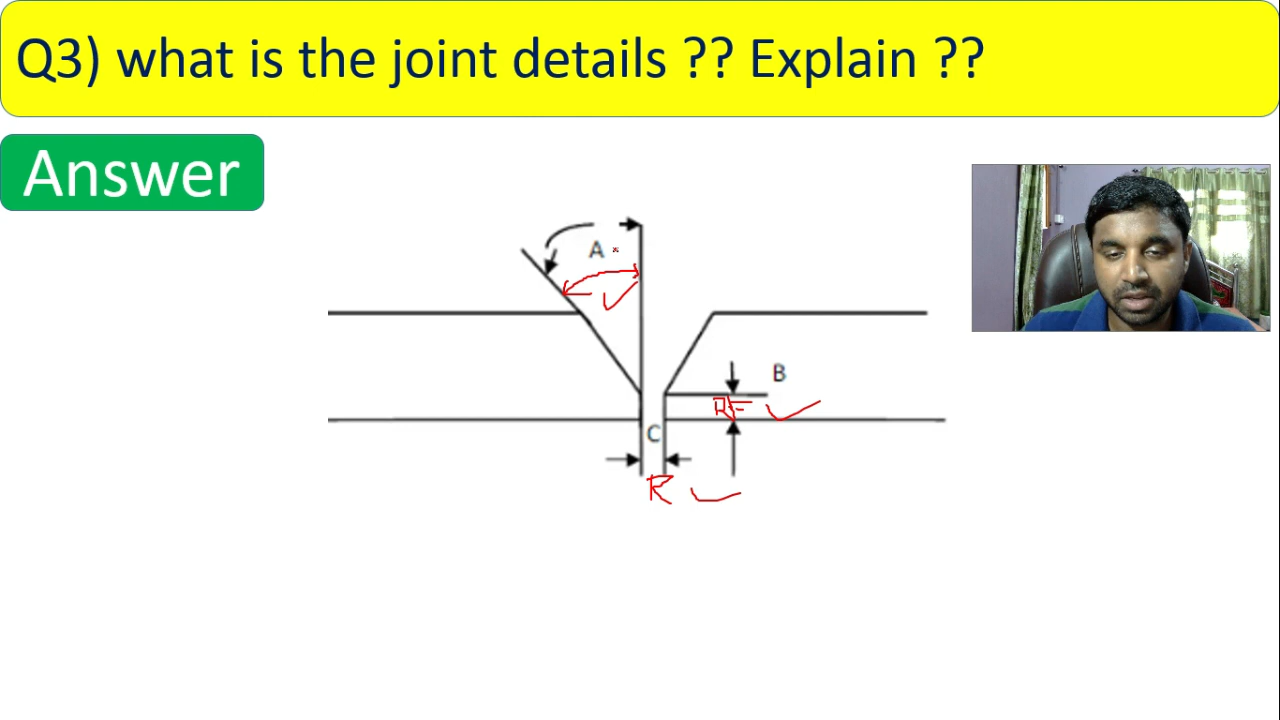 Q3) what is the joint details ?? Explain ??
Answer
A
B
RF
C
R